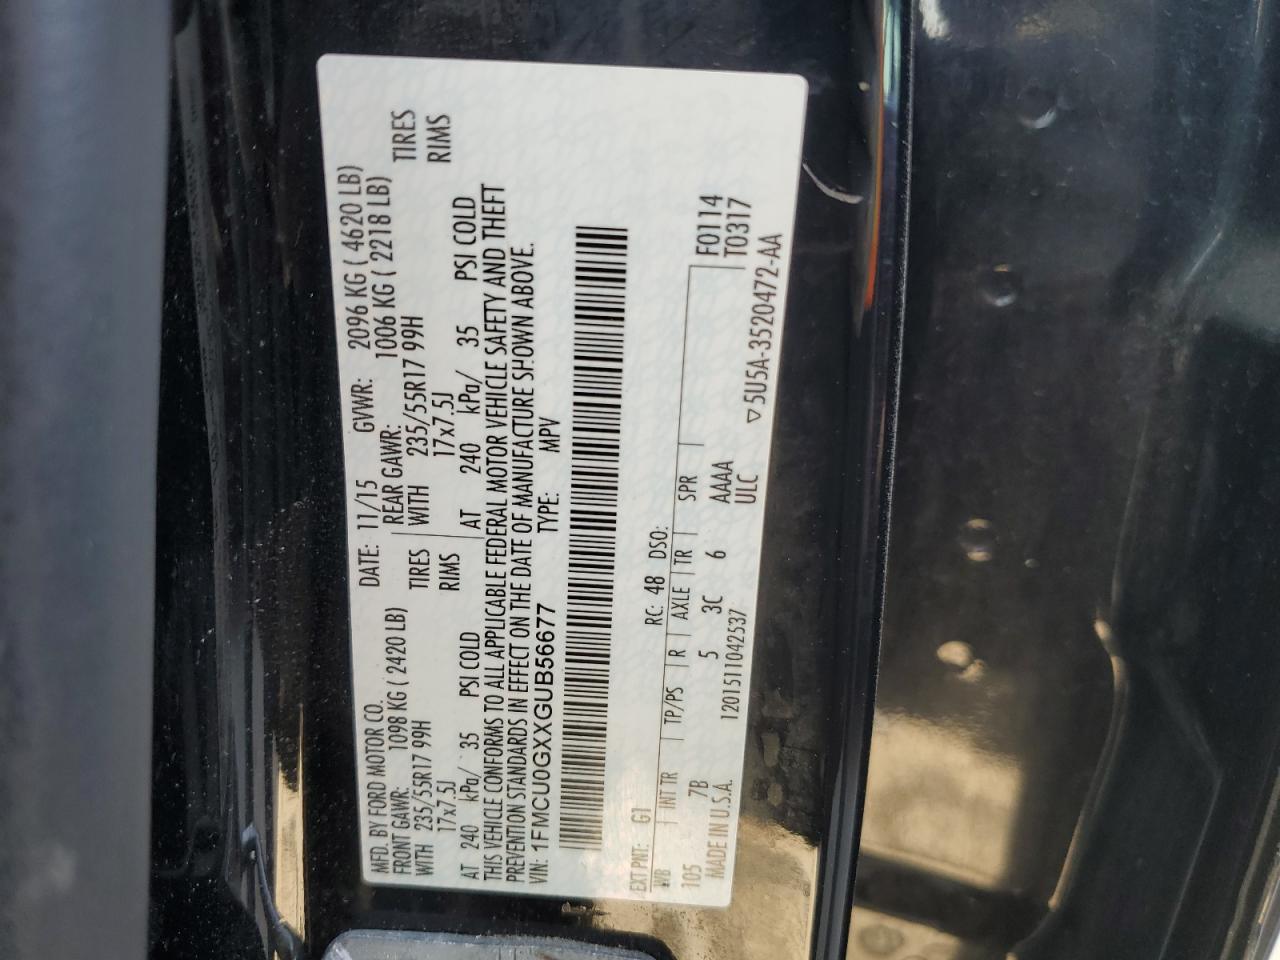 MFD. BY FORD MOTOR CO.
DATE: 11/15 GVWR: 2096 KG ( 4620 LB)
FRONT GAWR: 1098 KG ( 2420 LB) REAR GAWR: 1006 KG ( 2218 LB)
WITH 235/55R17 99H TIRES WITH 235/55R17 99H TIRES
17x7.5J RIMS 17x7.5J RIMS
AT 240 kPa/ 35 PSI COLD AT 240 kPa/ 35 PSI COLD
THIS VEHICLE CONFORMS TO ALL APPLICABLE FEDERAL MOTOR VEHICLE SAFETY AND THEFT
PREVENTION STANDARDS IN EFFECT ON THE DATE OF MANUFACTURE SHOWN ABOVE.
VIN: 1FMCU0GXXGUB56677 TYPE: MPV
EXT PNT: G1 RC: 48 DSO:
WB INT TR TP/PS R AXLE TR SPR F0114
105 7B 5 3C 6 AAAA T0317
MADE IN U.S.A. 1201511042537 ULC
▽5U5A-3520472-AA